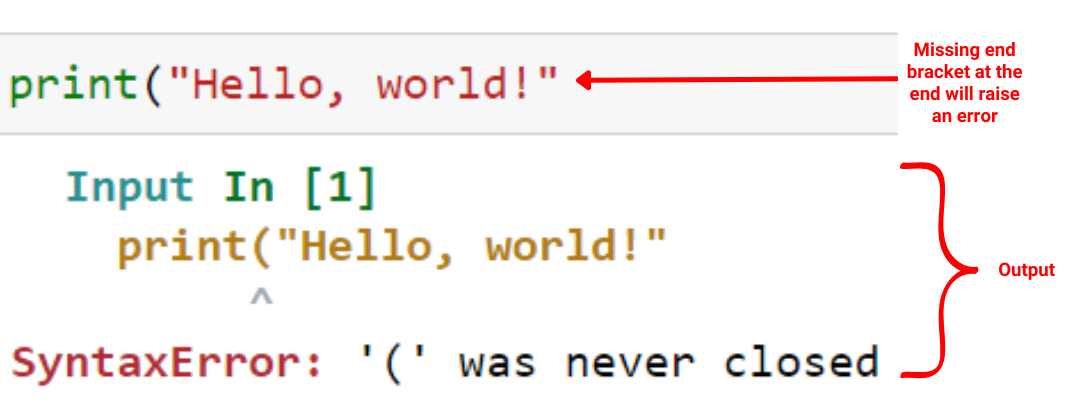 print("Hello, world!"
Missing end
bracket at the
end will raise
an error
Input In [1]
print("Hello, world!"
^
SyntaxError: '(' was never closed
Output